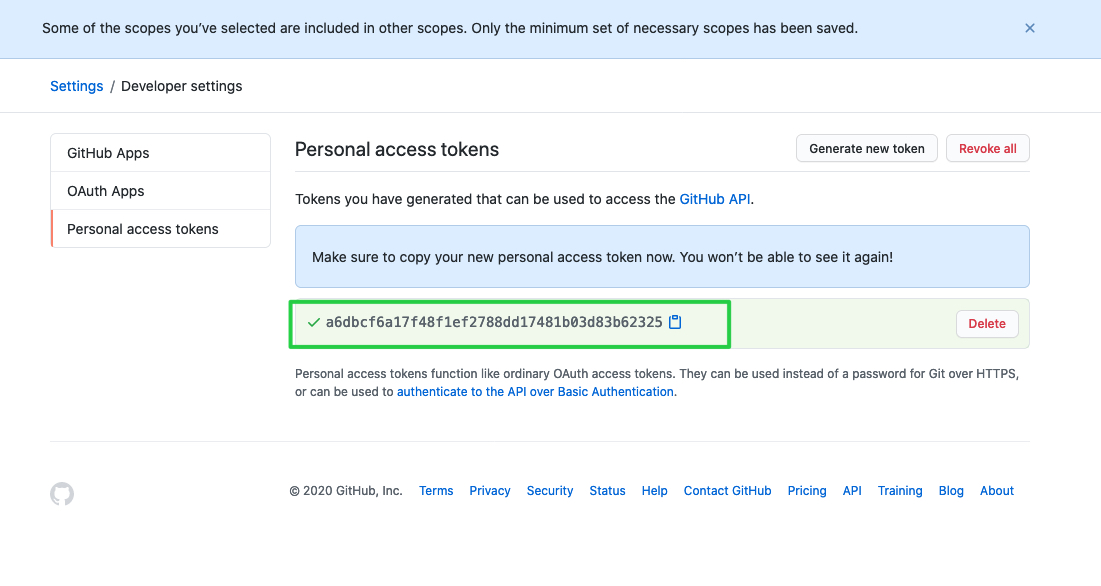 Some of the scopes you’ve selected are included in other scopes. Only the minimum set of necessary scopes has been saved.
Settings / Developer settings
GitHub Apps
OAuth Apps
Personal access tokens
Personal access tokens
Generate new token
Revoke all
Tokens you have generated that can be used to access the GitHub API.
Make sure to copy your new personal access token now. You won’t be able to see it again!
a6dbcf6a17f48f1ef2788dd17481b03d83b62325
Delete
Personal access tokens function like ordinary OAuth access tokens. They can be used instead of a password for Git over HTTPS,
or can be used to authenticate to the API over Basic Authentication.
© 2020 GitHub, Inc. Terms Privacy Security Status Help Contact GitHub Pricing API Training Blog About